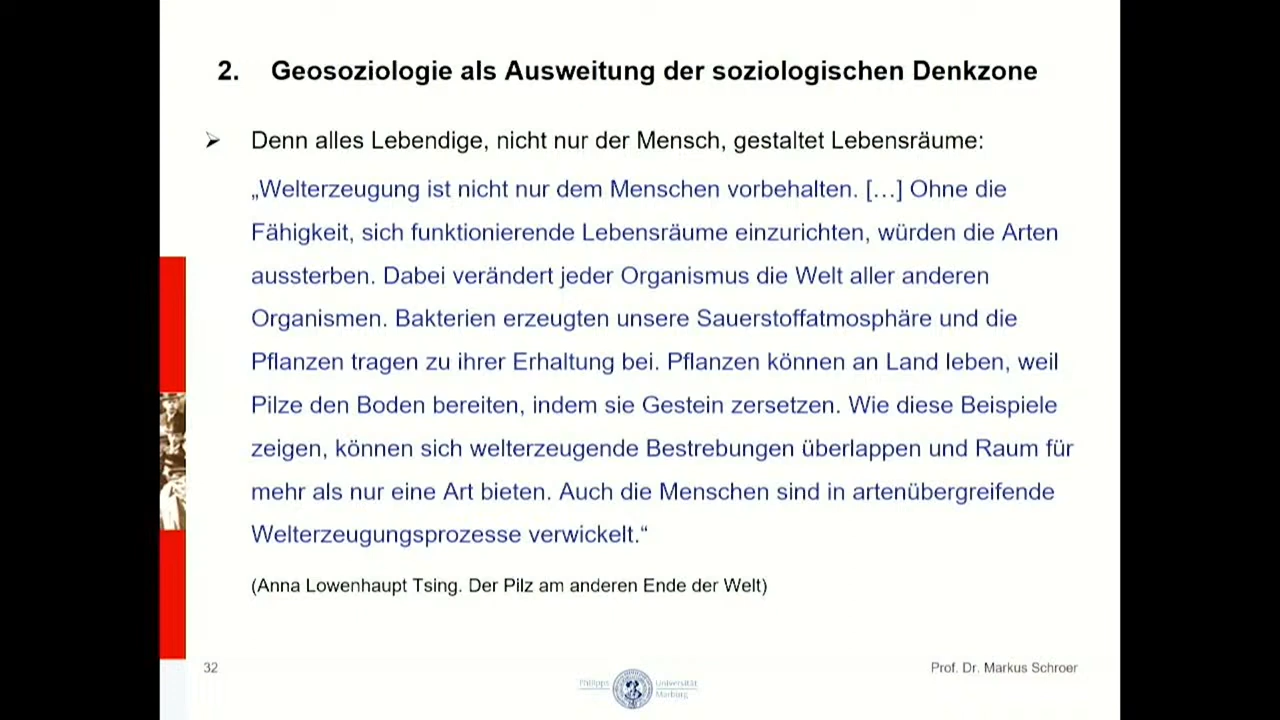 2. Geosoziologie als Ausweitung der soziologischen Denkzone
Denn alles Lebendige, nicht nur der Mensch, gestaltet Lebensräume:
„Welterzeugung ist nicht nur dem Menschen vorbehalten. […] Ohne die
Fähigkeit, sich funktionierende Lebensräume einzurichten, würden die Arten
aussterben. Dabei verändert jeder Organismus die Welt aller anderen
Organismen. Bakterien erzeugten unsere Sauerstoffatmosphäre und die
Pflanzen tragen zu ihrer Erhaltung bei. Pflanzen können an Land leben, weil
Pilze den Boden bereiten, indem sie Gestein zersetzen. Wie diese Beispiele
zeigen, können sich welterzeugende Bestrebungen überlappen und Raum für
mehr als nur eine Art bieten. Auch die Menschen sind in artenübergreifende
Welterzeugungsprozesse verwickelt.“
(Anna Lowenhaupt Tsing. Der Pilz am anderen Ende der Welt)
32
Philipps Universität
Marburg
Prof. Dr. Markus Schroer